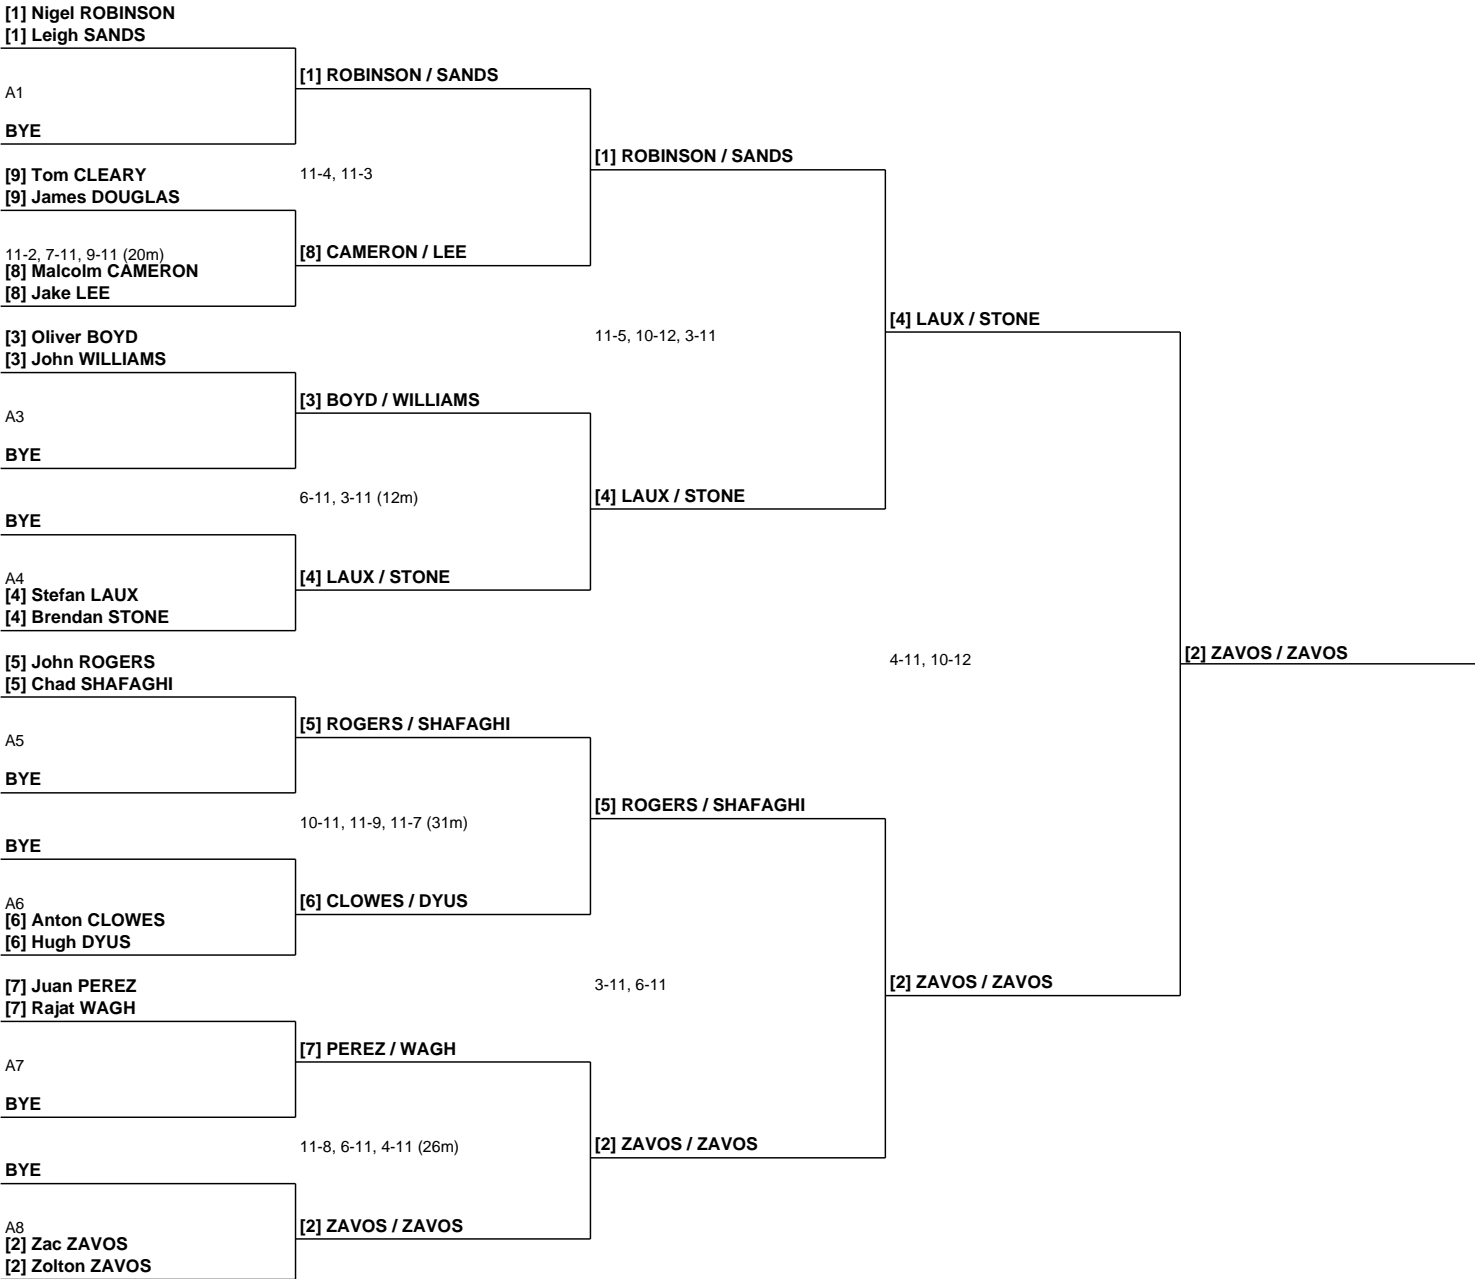 [1] Nigel ROBINSON
[1] Leigh SANDS
A1
BYE
[9] Tom CLEARY
[9] James DOUGLAS
11-2, 7-11, 9-11 (20m)
[8] Malcolm CAMERON
[8] Jake LEE
[3] Oliver BOYD
[3] John WILLIAMS
A3
BYE
BYE
A4
[4] Stefan LAUX
[4] Brendan STONE
[5] John ROGERS
[5] Chad SHAFAGHI
A5
BYE
BYE
A6
[6] Anton CLOWES
[6] Hugh DYUS
[7] Juan PEREZ
[7] Rajat WAGH
A7
BYE
BYE
A8
[2] Zac ZAVOS
[2] Zolton ZAVOS
[1] ROBINSON / SANDS
11-4, 11-3
[8] CAMERON / LEE
[3] BOYD / WILLIAMS
6-11, 3-11 (12m)
[4] LAUX / STONE
[5] ROGERS / SHAFAGHI
10-11, 11-9, 11-7 (31m)
[6] CLOWES / DYUS
[7] PEREZ / WAGH
11-8, 6-11, 4-11 (26m)
[2] ZAVOS / ZAVOS
[1] ROBINSON / SANDS
11-5, 10-12, 3-11
[4] LAUX / STONE
[5] ROGERS / SHAFAGHI
3-11, 6-11
[2] ZAVOS / ZAVOS
[4] LAUX / STONE
4-11, 10-12
[2] ZAVOS / ZAVOS
[2] ZAVOS / ZAVOS